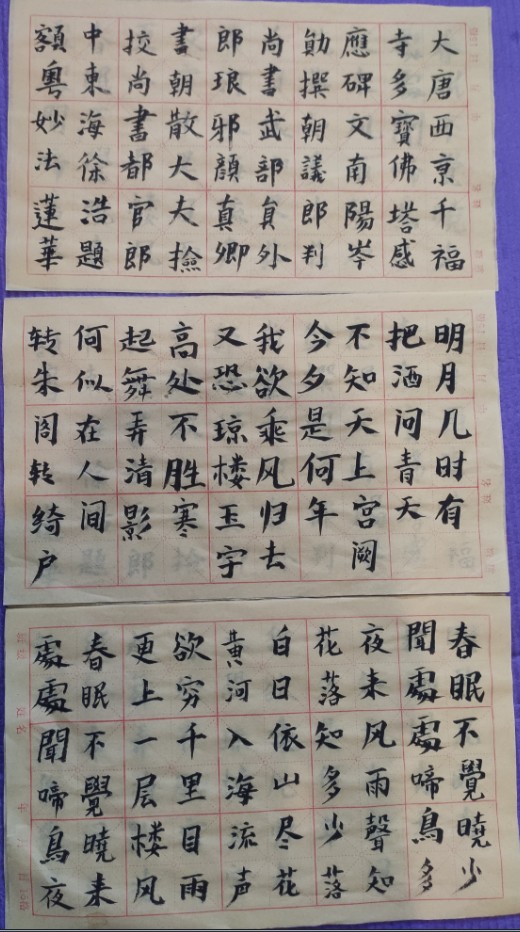 大唐西京千福
寺多寶佛塔感
應碑文南陽岑
勛撰朝議郎判
尚書武部員外
郎琅邪顏真卿
書朝散大夫撿
挍尚書都官郎
中東海徐浩題
額粵妙法蓮華
明月几时有
把酒问青天
不知天上宫阙
今夕是何年
我欲乘风归去
又恐琼楼玉宇
高处不胜寒
起舞弄清影
何似在人间
转朱阁转绮户
春眠不覺曉少
聞處處啼鳥多
夜来风雨聲知
花落知多少落
白日依山尽花
黄河入海流声
欲穷千里目雨
更上一层楼风
春眠不覺曉来
處處聞啼鳥夜